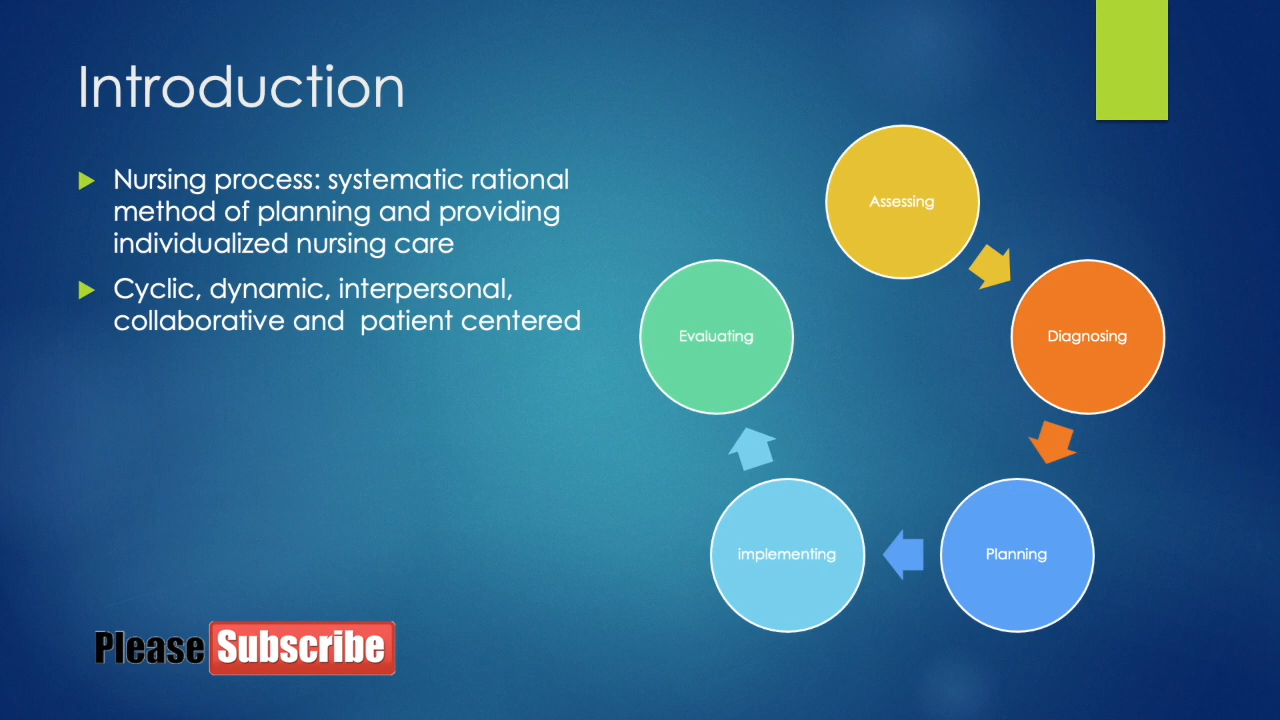 Introduction
Nursing process: systematic rational
method of planning and providing
individualized nursing care
Cyclic, dynamic, interpersonal,
collaborative and  patient centered
Assessing
Diagnosing
Planning
implementing
Evaluating
Please Subscribe